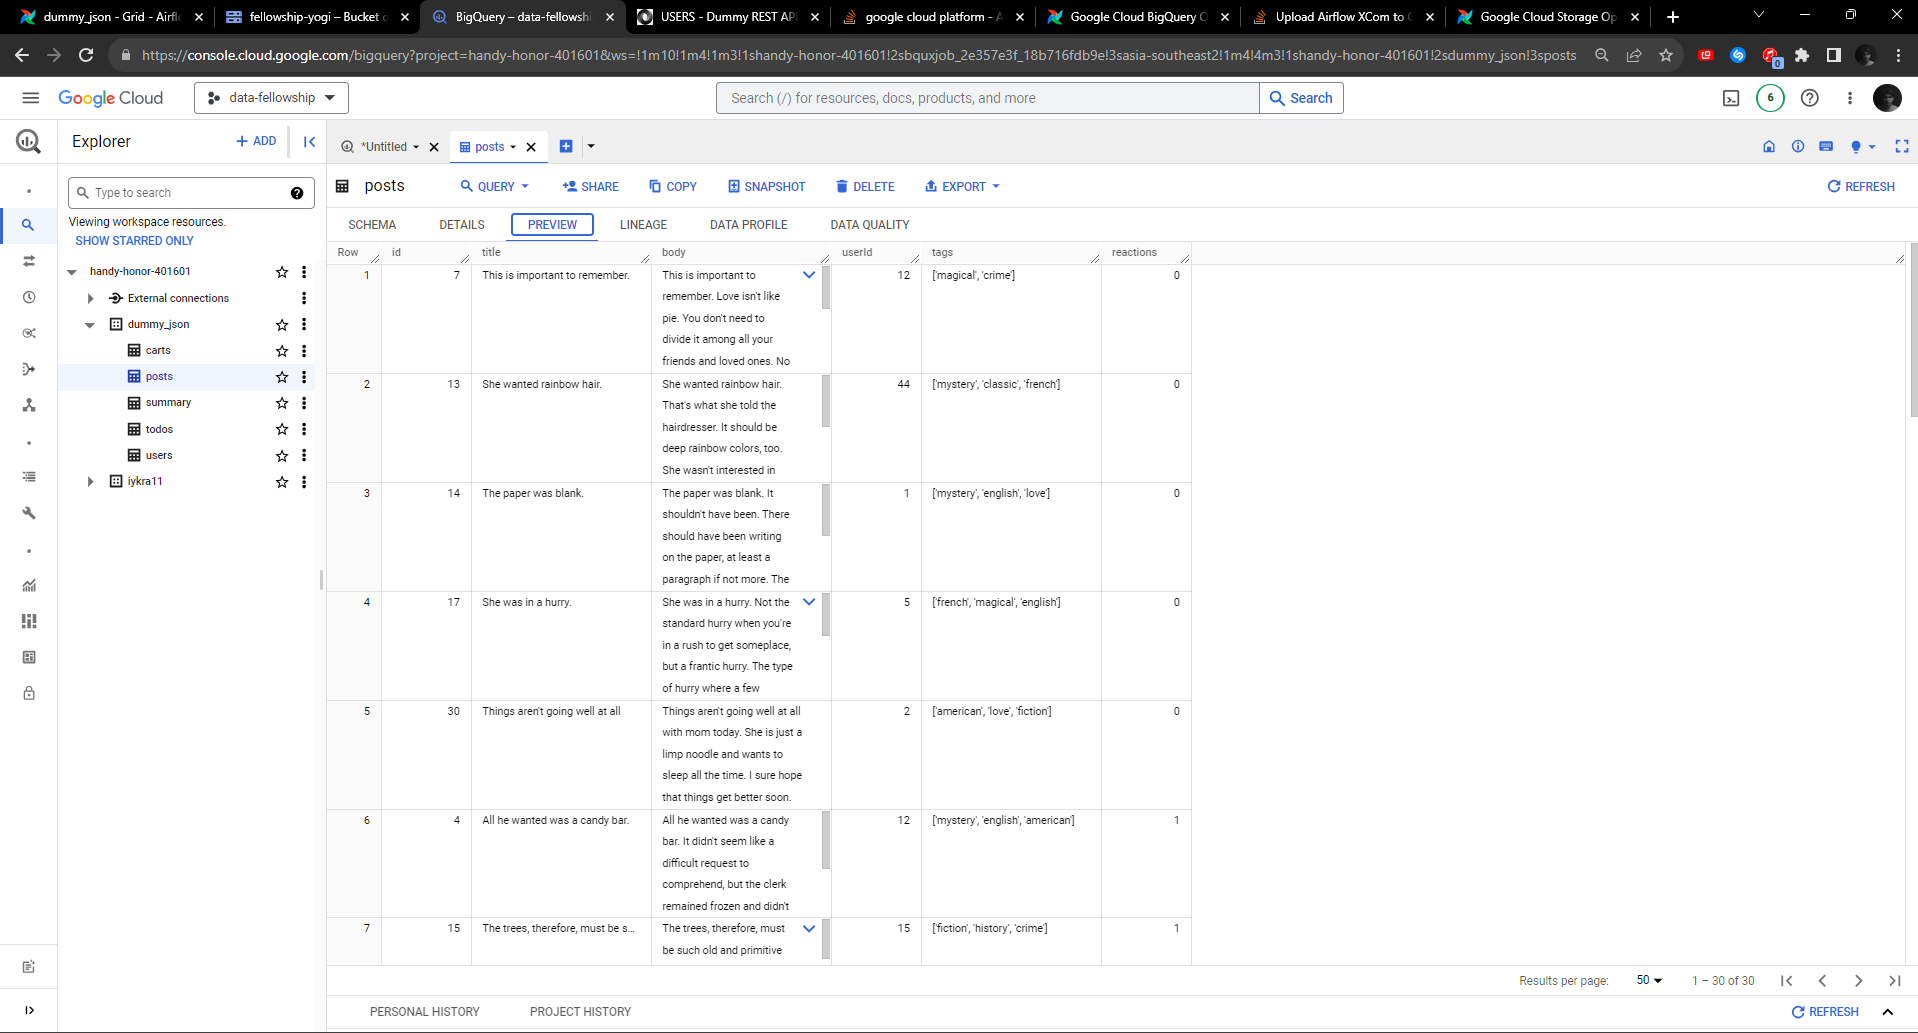 dummy_json - Grid - Airfl
fellowship-yogi – Bucket d
BigQuery – data-fellowshi
USERS - Dummy REST API
google cloud platform - A
Google Cloud BigQuery O
Upload Airflow XCom to G
Google Cloud Storage Op
https://console.cloud.google.com/bigquery?project=handy-honor-401601&ws=!1m10!1m4!1m3!1shandy-honor-401601!2sbquxjob_2e357e3f_18b716fdb9e!3sasia-southeast2!1m4!4m3!1shandy-honor-401601!2sdummy_json!3sposts
0
Google Cloud
data-fellowship
Search (/) for resources, docs, products, and more
Search
6
Explorer
+ ADD
*Untitled
posts
Type to search
posts
QUERY
SHARE
COPY
SNAPSHOT
DELETE
EXPORT
REFRESH
Viewing workspace resources.
SHOW STARRED ONLY
SCHEMA
DETAILS
PREVIEW
LINEAGE
DATA PROFILE
DATA QUALITY
handy-honor-401601
External connections
dummy_json
carts
posts
summary
todos
users
iykra11
Row id title body userId tags reactions
1 7 This is important to remember. This is important to 12 ['magical', 'crime'] 0
remember. Love isn't like
pie. You don't need to
divide it among all your
friends and loved ones. No
2 13 She wanted rainbow hair. She wanted rainbow hair. 44 ['mystery', 'classic', 'french'] 0
That's what she told the
hairdresser. It should be
deep rainbow colors, too.
She wasn't interested in
3 14 The paper was blank. The paper was blank. It 1 ['mystery', 'english', 'love'] 0
shouldn't have been. There
should have been writing
on the paper, at least a
paragraph if not more. The
4 17 She was in a hurry. She was in a hurry. Not the 5 ['french', 'magical', 'english'] 0
standard hurry when you're
in a rush to get someplace,
but a frantic hurry. The type
of hurry where a few
5 30 Things aren't going well at all Things aren't going well at all 2 ['american', 'love', 'fiction'] 0
with mom today. She is just a
limp noodle and wants to
sleep all the time. I sure hope
that things get better soon.
6 4 All he wanted was a candy bar. All he wanted was a candy 12 ['mystery', 'english', 'american'] 1
bar. It didn't seem like a
difficult request to
comprehend, but the clerk
remained frozen and didn't
7 15 The trees, therefore, must be s... The trees, therefore, must 15 ['fiction', 'history', 'crime'] 1
be such old and primitive
Results per page: 50 1 – 30 of 30
PERSONAL HISTORY
PROJECT HISTORY
REFRESH